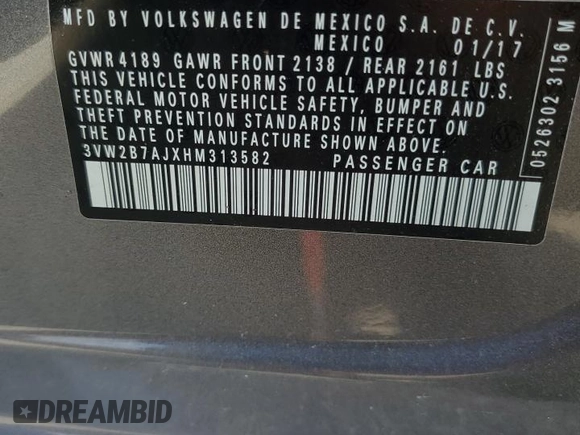 MFD BY VOLKSWAGEN DE MEXICO S.A. DE C.V.
MEXICO 01/17
GVWR 4189 GAWR FRONT 2138 / REAR 2161 LBS
THIS VEHICLE CONFORMS TO ALL APPLICABLE U.S.
FEDERAL MOTOR VEHICLE SAFETY, BUMPER AND
THEFT PREVENTION STANDARDS IN EFFECT ON
THE DATE OF MANUFACTURE SHOWN ABOVE.
3VW2B7AJXHM313582 PASSENGER CAR
0526302 3156 M
DREAMBID